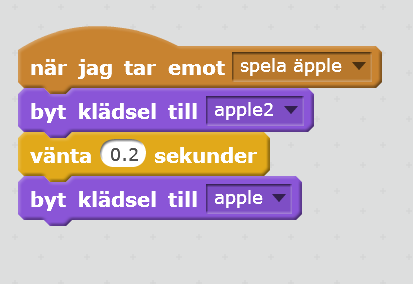 när jag tar emot spela äpple
byt klädsel till apple2
vänta 0.2 sekunder
byt klädsel till apple